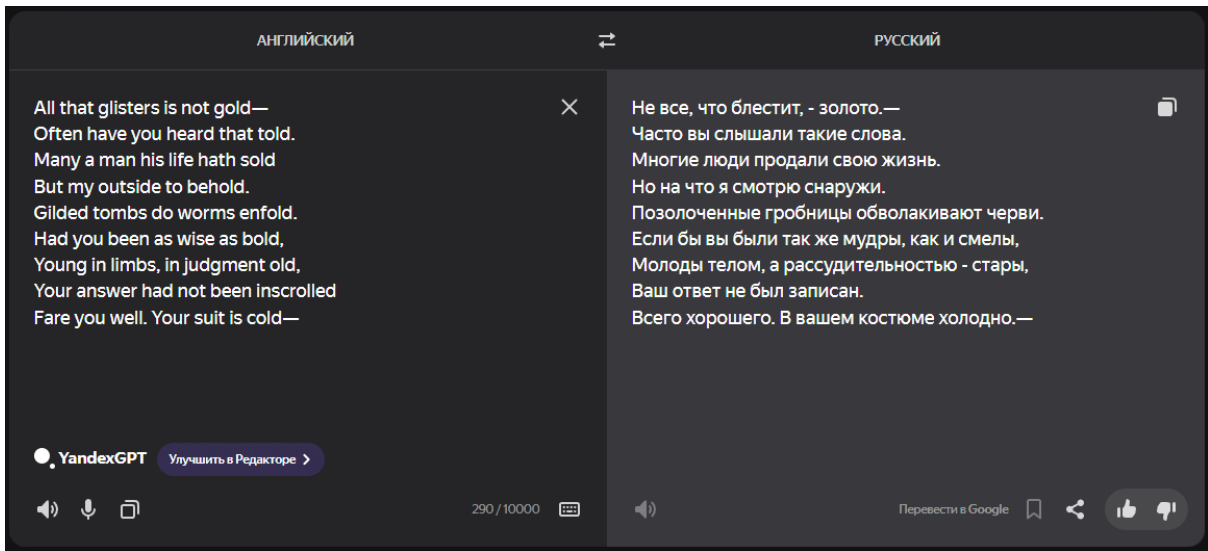 АНГЛИЙСКИЙ
РУССКИЙ
All that glisters is not gold—
Often have you heard that told.
Many a man his life hath sold
But my outside to behold.
Gilded tombs do worms enfold.
Had you been as wise as bold,
Young in limbs, in judgment old,
Your answer had not been inscrolled
Fare you well. Your suit is cold—
Не все, что блестит, - золото.—
Часто вы слышали такие слова.
Многие люди продали свою жизнь.
Но на что я смотрю снаружи.
Позолоченные гробницы обволакивают черви.
Если бы вы были так же мудры, как и смелы,
Молоды телом, а рассудительностью - стары,
Ваш ответ не был записан.
Всего хорошего. В вашем костюме холодно.—
YandexGPT
Улучшить в Редакторе
290 / 10000
Перевести в Google